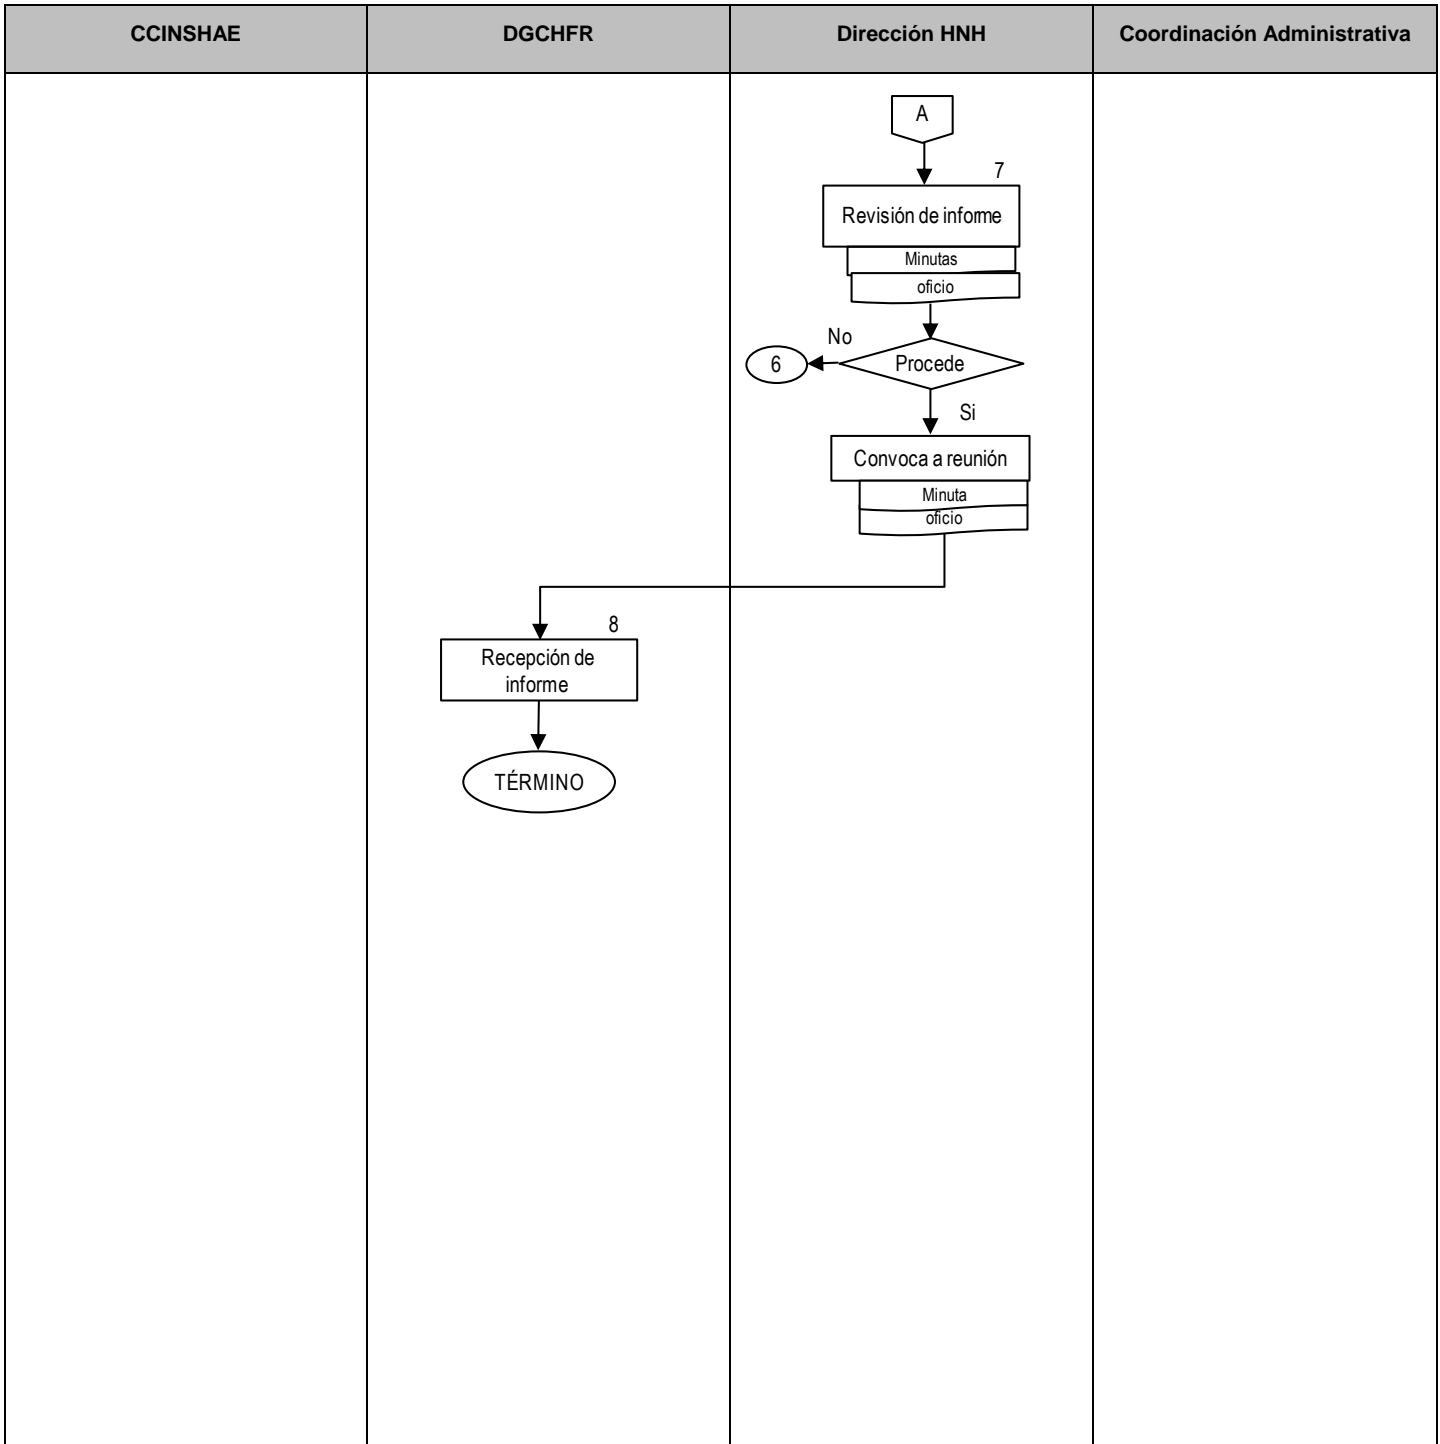 CCINSHAE
DGCHFR
Dirección HNH
Coordinación Administrativa
A
7
Revisión de informe
Minutas
oficio
No
6
Procede
Si
Convoca a reunión
Minuta
oficio
8
Recepción de
informe
TÉRMINO